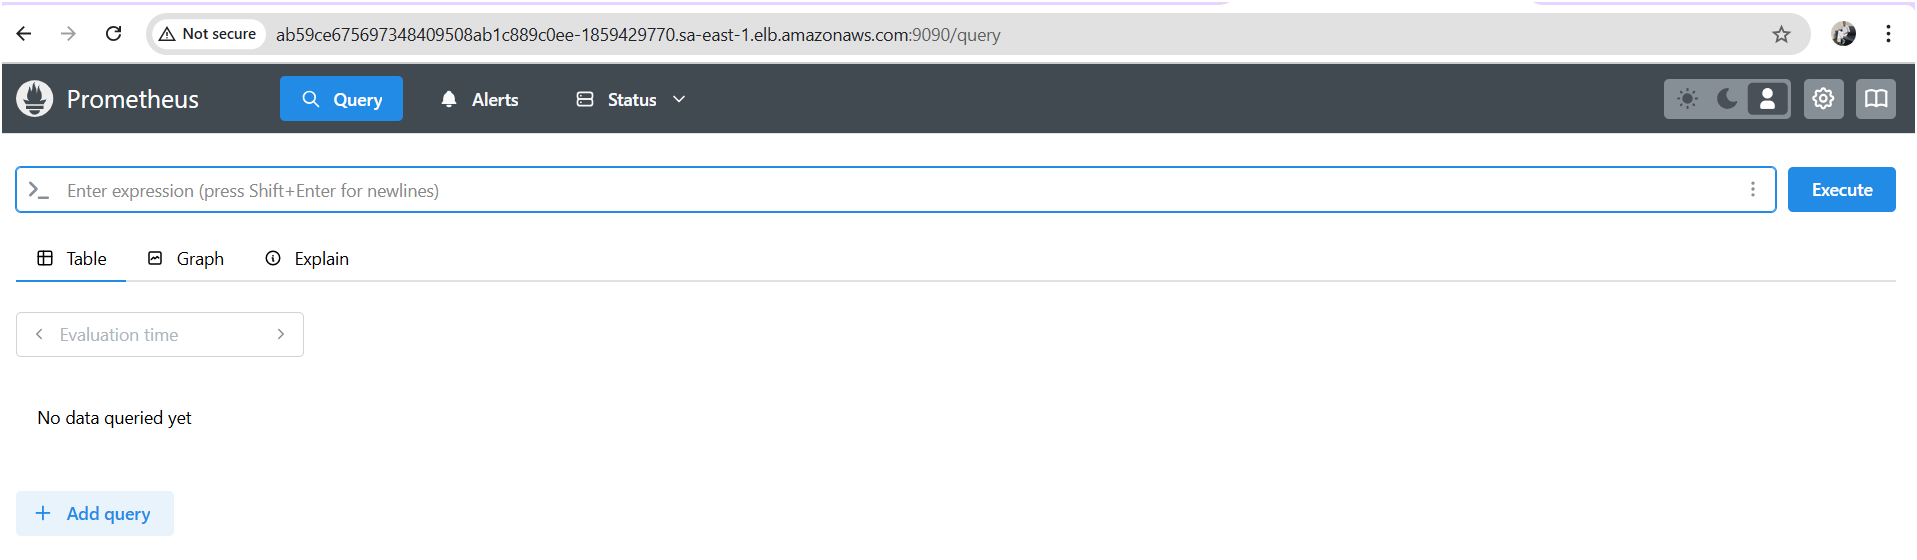 Not secure ab59ce675697348409508ab1c889c0ee-1859429770.sa-east-1.elb.amazonaws.com:9090/query
Prometheus Query Alerts Status
Enter expression (press Shift+Enter for newlines) Execute
Table Graph Explain
Evaluation time
No data queried yet
Add query